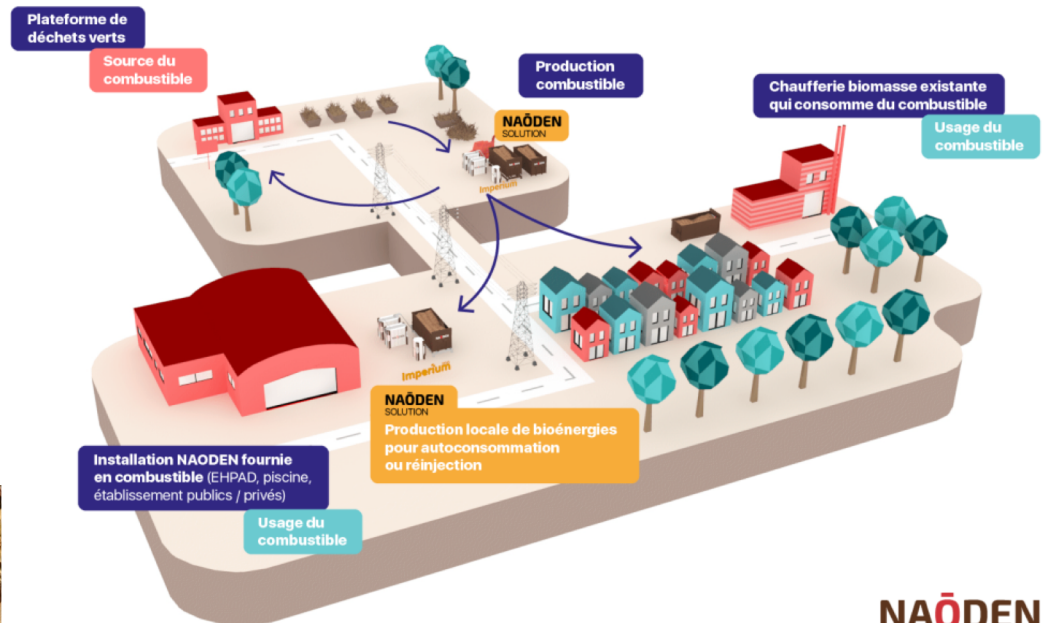 Plateforme de
déchets verts
Source du
combustible
Production
combustible
NAŌDEN
SOLUTION
Imperium
Chaufferie biomasse existante
qui consomme du combustible
Usage du
combustible
Imperium
NAŌDEN
SOLUTION
Production locale de bioénergies
pour autoconsommation
ou réinjection
Installation NAODEN fournie
en combustible (EHPAD, piscine,
établissement publics / privés)
Usage du
combustible
NAŌDEN